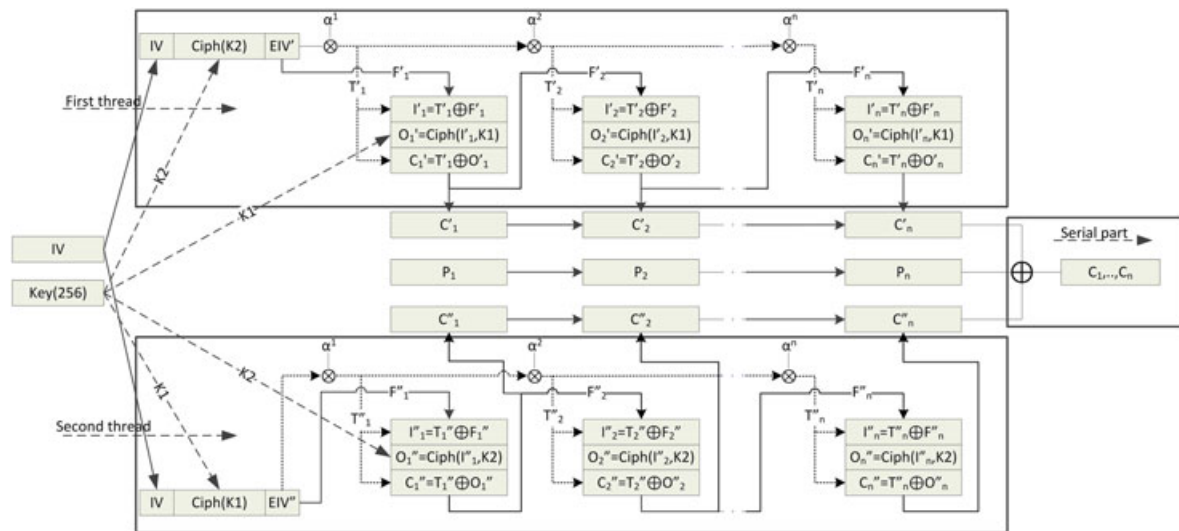 α¹ α² αⁿ
IV Ciph(K2) EIV'
F'₁ F'₂ F'ₙ
T'₁ T'₂ T'ₙ
First thread
I'₁=T'₁⊕F'₁ I'₂=T'₂⊕F'₂ I'ₙ=T'ₙ⊕F'ₙ
O₁'=Ciph(I'₁,K1) O₂'=Ciph(I'₂,K1) Oₙ'=Ciph(I'ₙ,K1)
C₁'=T'₁⊕O'₁ C₂'=T'₂⊕O'₂ Cₙ'=T'ₙ⊕O'ₙ
K2
K1
C'₁ C'₂ C'ₙ
Serial part
IV
P₁ P₂ Pₙ
C₁,..,Cₙ
Key(256)
C"₁ C"₂ C"ₙ
α¹ α² αⁿ
K1
K2
F"₁ F"₂ F"ₙ
T"₁ T"₂ T"ₙ
Second thread
I"₁=T₁"⊕F₁" I"₂=T₂"⊕F₂" I"ₙ=T"ₙ⊕F"ₙ
O₁"=Ciph(I"₁,K2) O₂"=Ciph(I"₂,K2) Oₙ"=Ciph(I"ₙ,K2)
C₁"=T₁"⊕O₁" C₂"=T₂"⊕O"₂ Cₙ"=T"ₙ⊕O"ₙ
IV Ciph(K1) EIV"